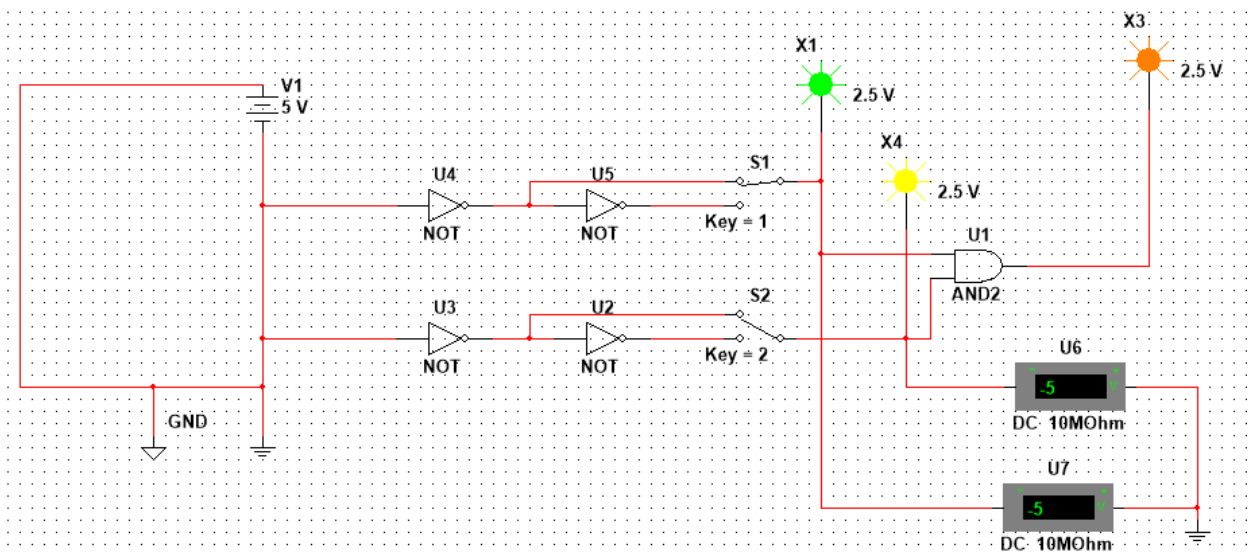 X3
2.5 V
X1
2.5 V
V1
5 V
X4
2.5 V
S1
U4
U5
Key = 1
NOT
NOT
U1
AND2
S2
U3
U2
Key = 2
NOT
NOT
U6
-5
V
DC 10MOhm
GND
U7
-5
V
DC 10MOhm